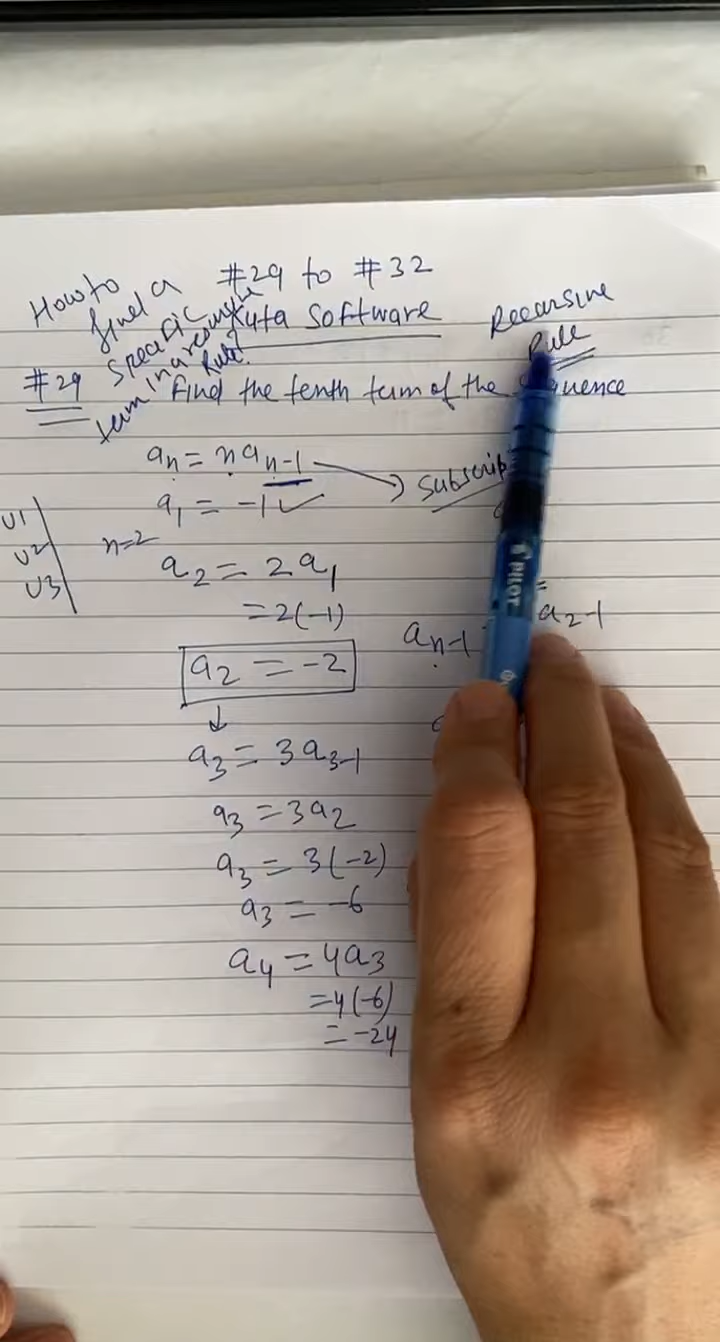 How to find a specific term in a recursive Rule?
#29 to #32
Kuta Software
Recursive Rule
#29
Find the tenth term of the
aₙ = naₙ₋₁
a₁ = -1 ✓
n=2
a₂ = 2a₁
= 2(-1)
a₂ = -2
↓
a₃ = 3a₃₋₁
a₃ = 3a₂
a₃ = 3(-2)
a₃ = -6
a₄ = 4a₃
= 4(-6)
= -24
U1
U2
U3
aₙ₋₁
=
a₂₋₁
PILOT